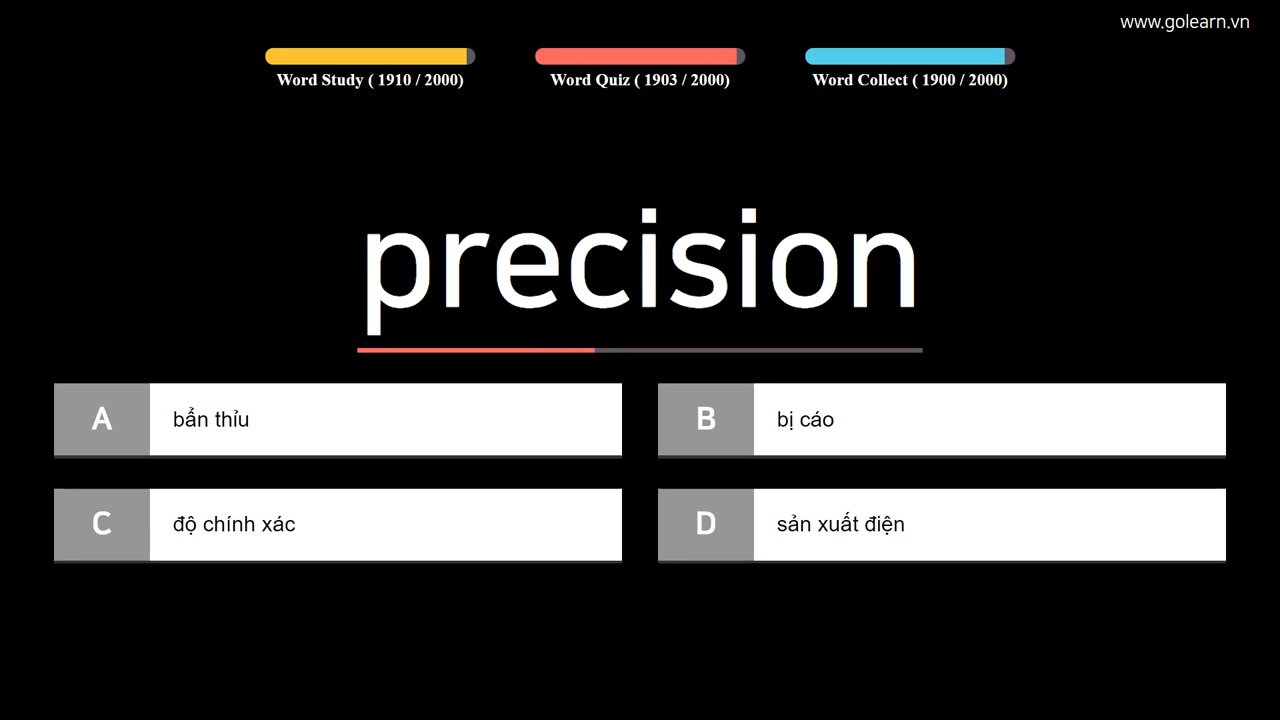 www.golearn.vn
Word Study ( 1910 / 2000)
Word Quiz ( 1903 / 2000)
Word Collect ( 1900 / 2000)
precision
A bẩn thỉu
B bị cáo
C độ chính xác
D sản xuất điện